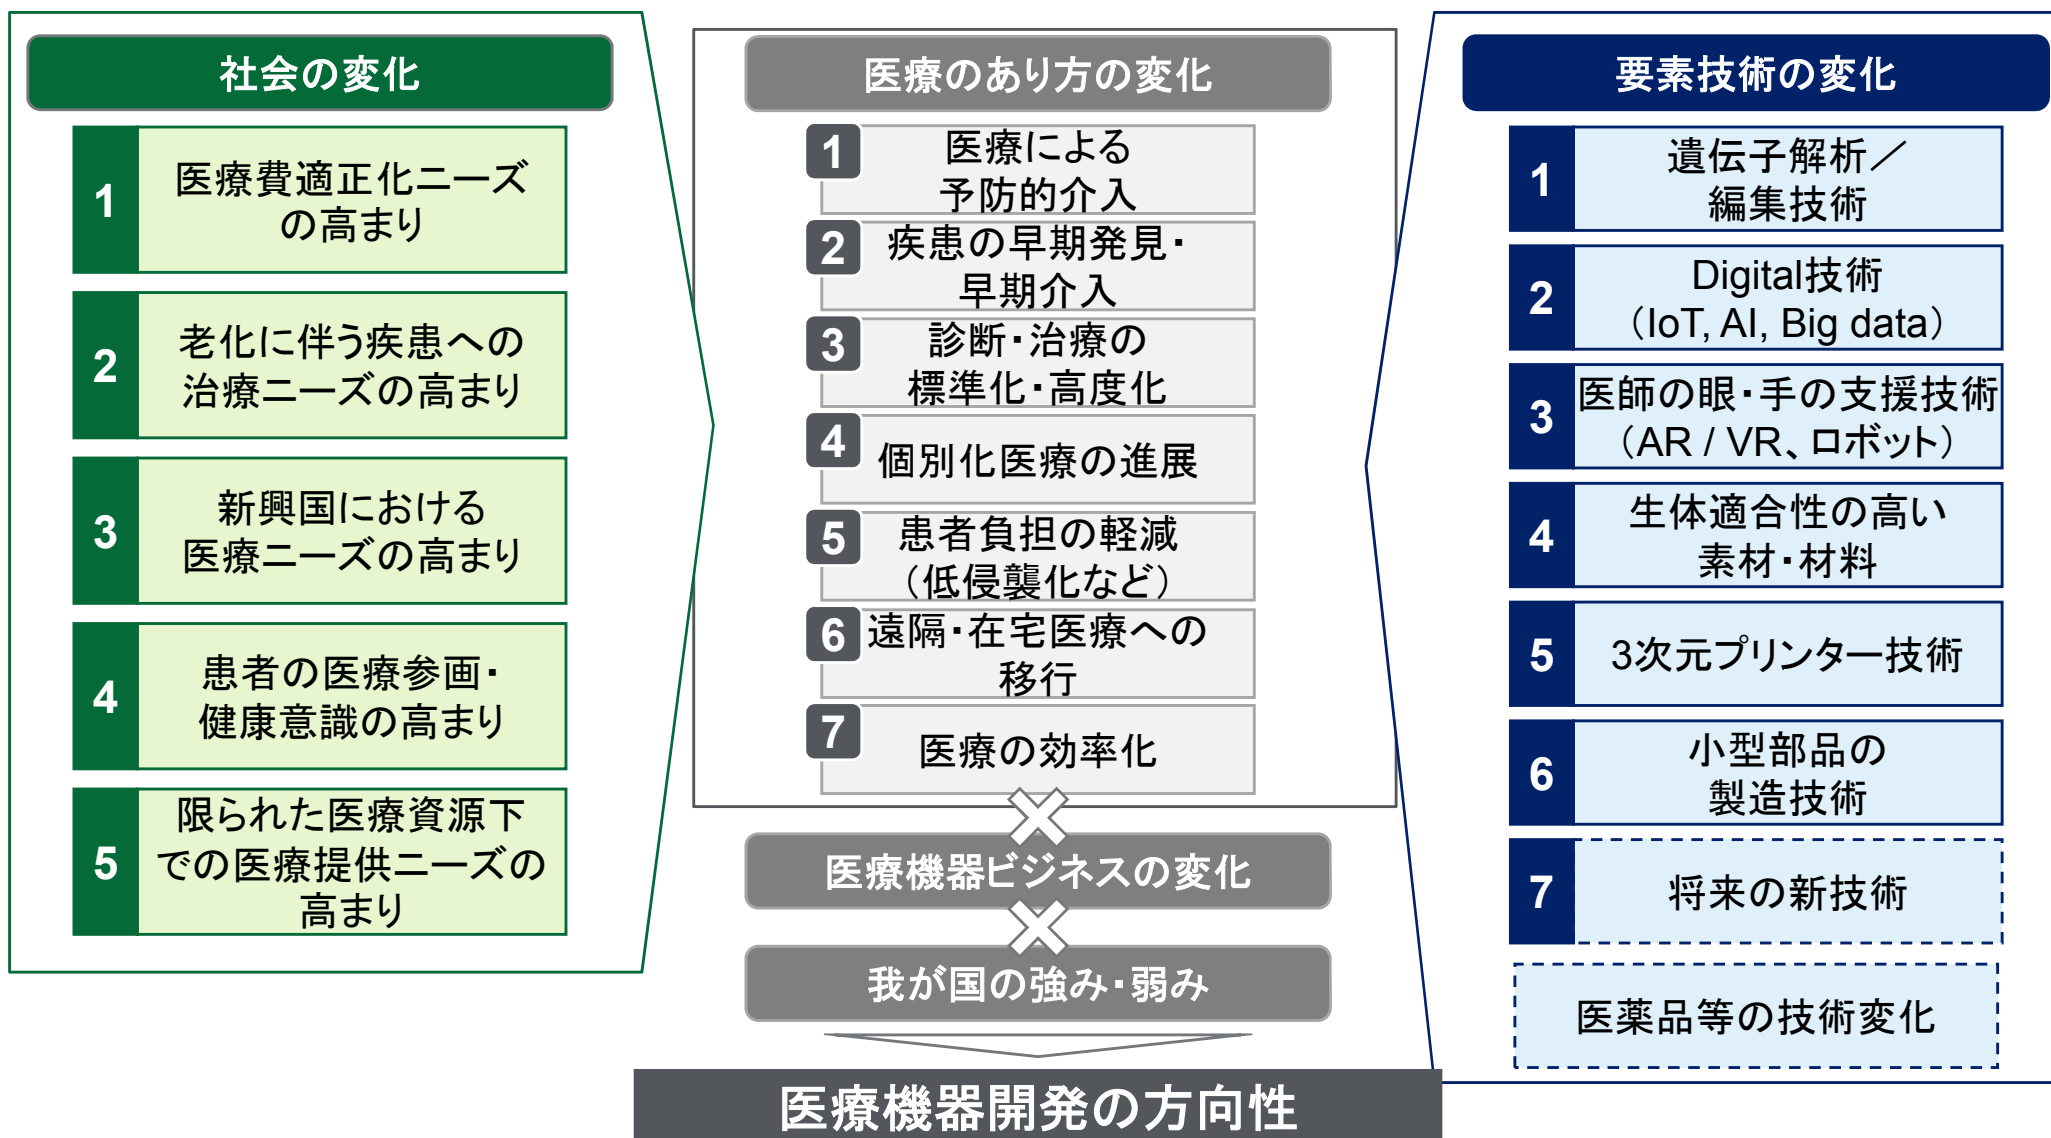 社会の変化
1
医療費適正化ニーズ
の高まり
2
老化に伴う疾患への
治療ニーズの高まり
3
新興国における
医療ニーズの高まり
4
患者の医療参画・
健康意識の高まり
5
限られた医療資源下
での医療提供ニーズの
高まり
医療のあり方の変化
1
医療による
予防的介入
2
疾患の早期発見・
早期介入
3
診断・治療の
標準化・高度化
4
個別化医療の進展
5
患者負担の軽減
（低侵襲化など）
6
遠隔・在宅医療への
移行
7
医療の効率化
医療機器ビジネスの変化
我が国の強み・弱み
医療機器開発の方向性
要素技術の変化
1
遺伝子解析／
編集技術
2
Digital技術
（IoT, AI, Big data）
3
医師の眼・手の支援技術
（AR / VR、ロボット）
4
生体適合性の高い
素材・材料
5
3次元プリンター技術
6
小型部品の
製造技術
7
将来の新技術
医薬品等の技術変化